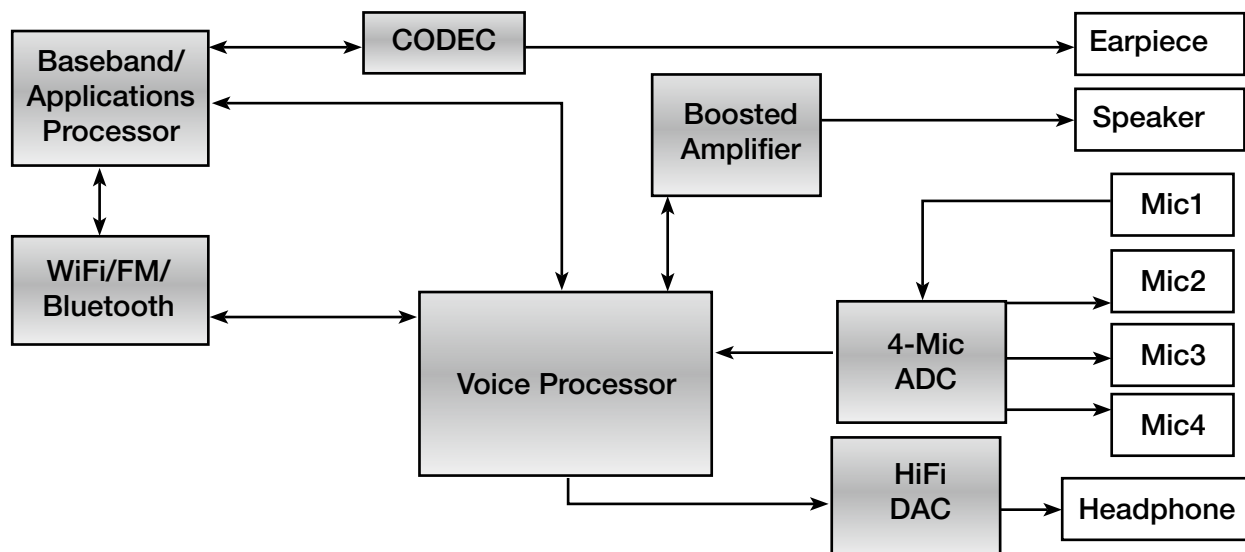 CODEC
Earpiece
Baseband/
Applications
Processor
Boosted
Amplifier
Speaker
Mic1
WiFi/FM/
Bluetooth
Mic2
4-Mic
ADC
Mic3
Voice Processor
Mic4
HiFi
DAC
Headphone